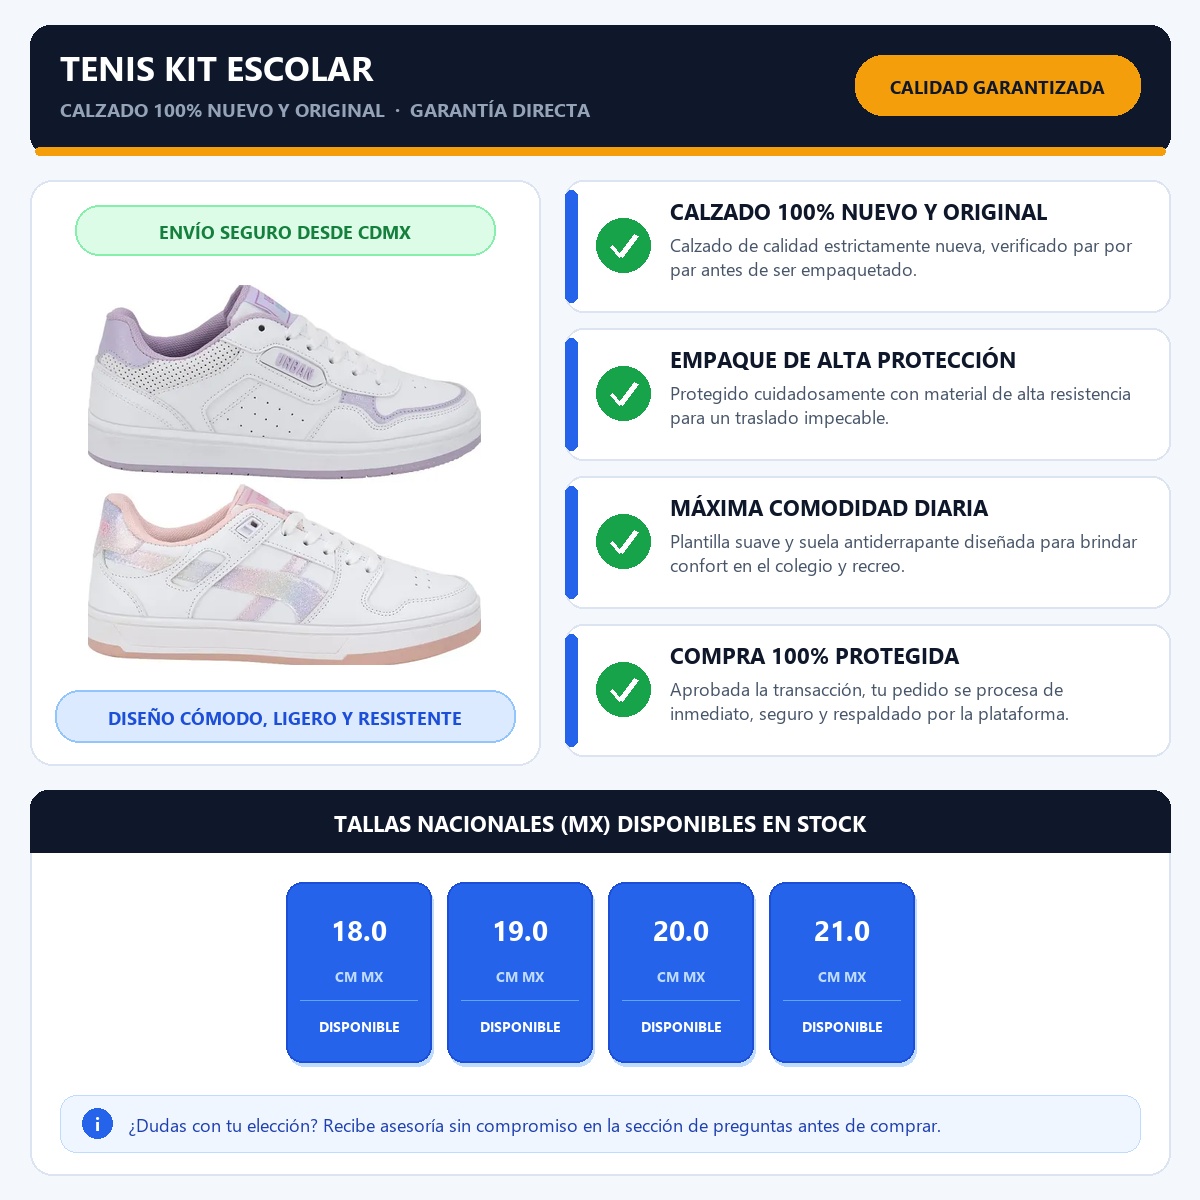 TENIS KIT ESCOLAR
CALZADO 100% NUEVO Y ORIGINAL · GARANTÍA DIRECTA
CALIDAD GARANTIZADA
ENVÍO SEGURO DESDE CDMX
URBAN
DISEÑO CÓMODO, LIGERO Y RESISTENTE
CALZADO 100% NUEVO Y ORIGINAL
Calzado de calidad estrictamente nueva, verificado par por
par antes de ser empaquetado.
EMPAQUE DE ALTA PROTECCIÓN
Protegido cuidadosamente con material de alta resistencia
para un traslado impecable.
MÁXIMA COMODIDAD DIARIA
Plantilla suave y suela antiderrapante diseñada para brindar
confort en el colegio y recreo.
COMPRA 100% PROTEGIDA
Aprobada la transacción, tu pedido se procesa de
inmediato, seguro y respaldado por la plataforma.
TALLAS NACIONALES (MX) DISPONIBLES EN STOCK
18.0
CM MX
DISPONIBLE
19.0
CM MX
DISPONIBLE
20.0
CM MX
DISPONIBLE
21.0
CM MX
DISPONIBLE
¿Dudas con tu elección? Recibe asesoría sin compromiso en la sección de preguntas antes de comprar.